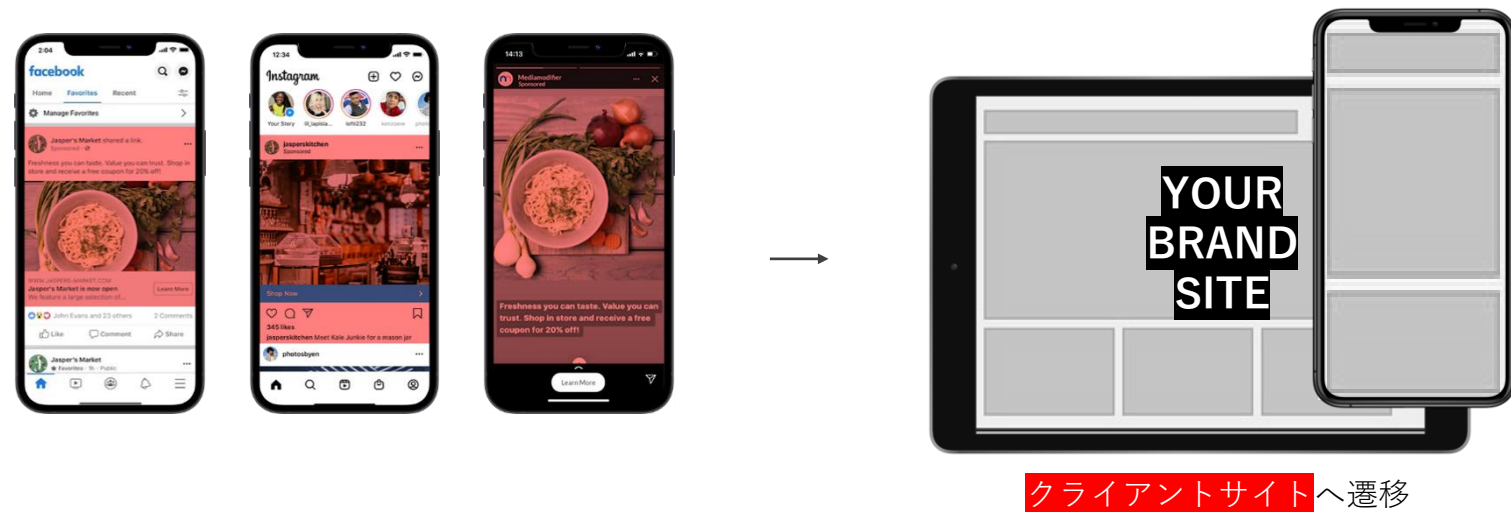 2:04
facebook
Home Favorites Recent
Manage Favorites
Jasper's Market shared a link.
Sponsored
Freshness you can taste. Value you can trust. Shop in
store and receive a free coupon for 20% off!
WWW.JASPERS-MARKET.COM
Jasper's Market is now open
We feature a large selection of...
Learn More
John Evans and 23 others 2 Comments
Like Comment Share
Jasper's Market
Favorites · 1h · Public
12:34
Instagram
Your Story lil_lapisla... lofti232
jasperskitchen
Sponsored
Shop Now
345 likes
jasperskitchen Meet Kale Junkie for a mason jar
photosbyen
14:13
Mediamodifier
Sponsored
Freshness you can taste. Value you can
trust. Shop in store and receive a free
coupon for 20% off!
Learn More
YOUR
BRAND
SITE
クライアントサイトへ遷移